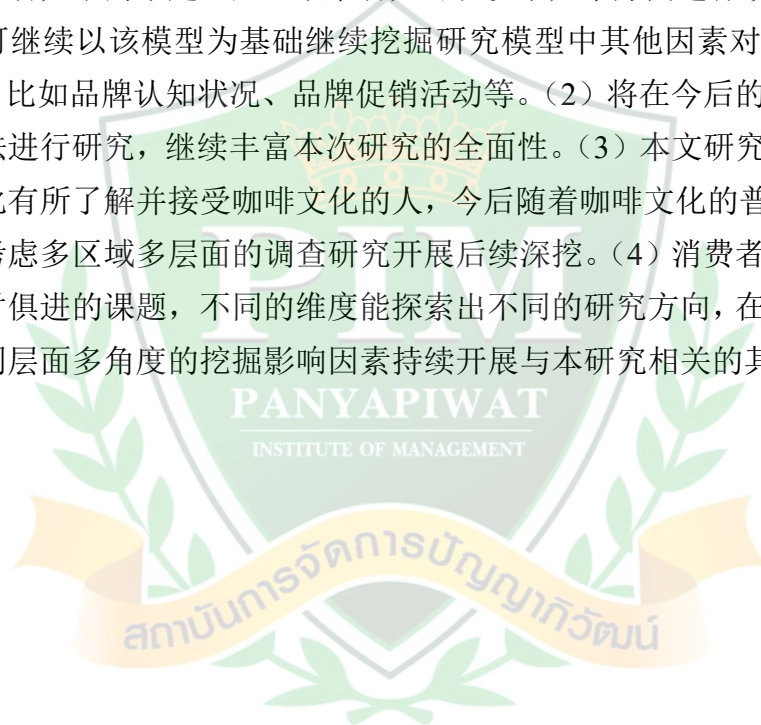 可继续以该模型为基础继续挖掘研究模型中其他因素对
比如品牌认知状况、品牌促销活动等。（2）将在今后的
法进行研究，继续丰富本次研究的全面性。（3）本文研究
化有所了解并接受咖啡文化的人，今后随着咖啡文化的普
考虑多区域多层面的调查研究开展后续深挖。（4）消费者
时俱进的课题，不同的维度能探索出不同的研究方向，在
同层面多角度的挖掘影响因素持续开展与本研究相关的其
PIM
PANYAPIWAT
INSTITUTE OF MANAGEMENT
สถาบันการจัดการปัญญาภิวัฒน์